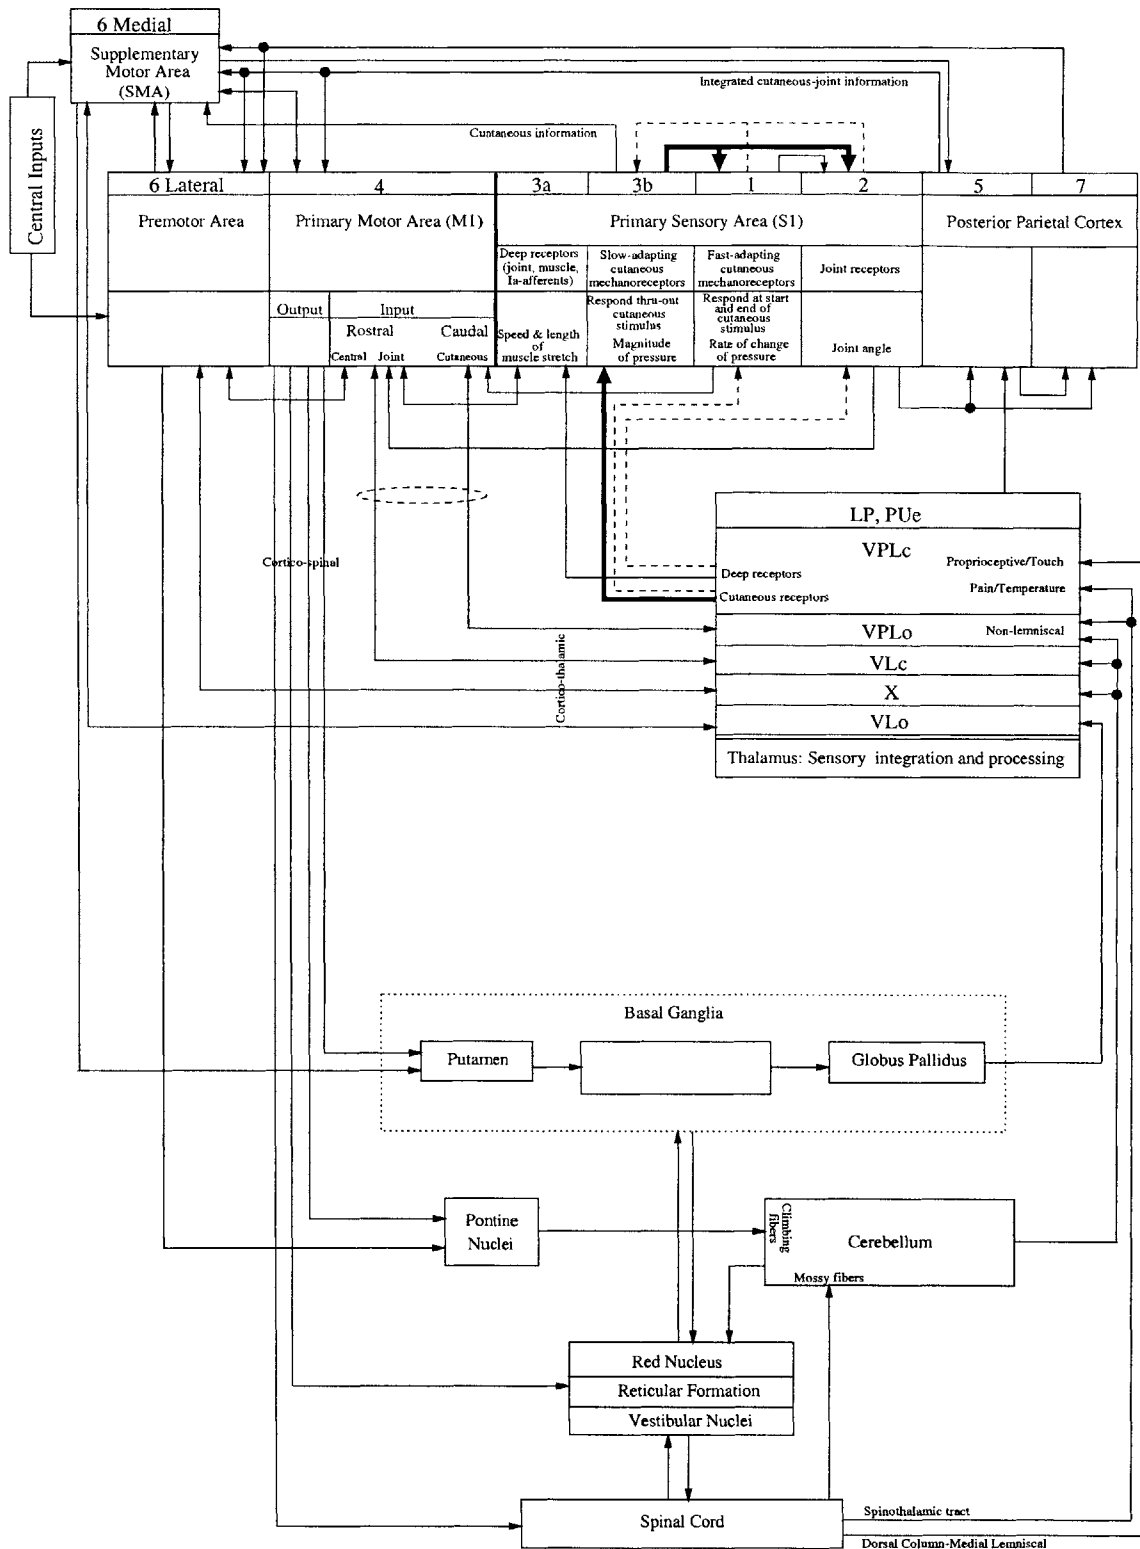 6 Medial
Supplementary
Motor Area
(SMA)
Central Inputs
Integrated cutaneous-joint information
Cuntaneous information
6 Lateral
4
3a
3b
1
2
5
7
Premotor Area
Primary Motor Area (M1)
Primary Sensory Area (S1)
Posterior Parietal Cortex
Deep receptors
(joint, muscle,
Ia-afferents)
Slow-adapting
cutaneous
mechanoreceptors
Fast-adapting
cutaneous
mechanoreceptors
Joint receptors
Output
Input
Rostral
Caudal
Central
Joint
Cutaneous
Speed & length
of
muscle stretch
Respond thru-out
cutaneous
stimulus
Magnitude
of pressure
Respond at start
and end of
cutaneous
stimulus
Rate of change
of pressure
Joint angle
LP, PUe
VPLc
Proprioceptive/Touch
Deep receptors
Pain/Temperature
Cutaneous receptors
VPLo
Non-lemniscal
VLc
X
VLo
Thalamus: Sensory integration and processing
Cortico-spinal
Cortico-thalamic
Basal Ganglia
Putamen
Globus Pallidus
Pontine
Nuclei
Climbing
fibers
Cerebellum
Mossy fibers
Red Nucleus
Reticular Formation
Vestibular Nuclei
Spinal Cord
Spinothalamic tract
Dorsal Column-Medial Lemniscal